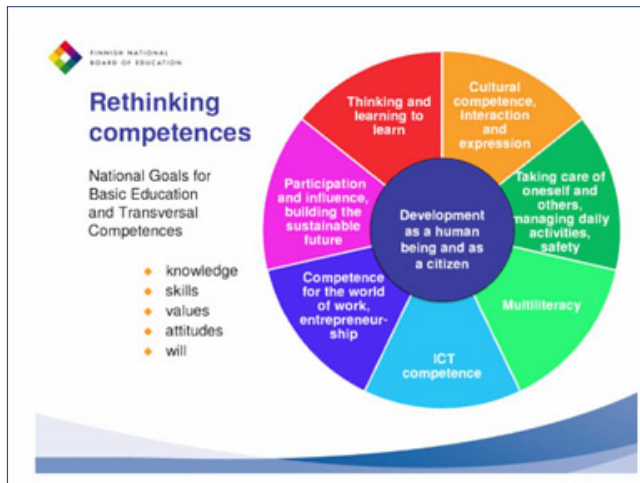 FINNISH NATIONAL
BOARD OF EDUCATION
Rethinking
competences
National Goals for
Basic Education
and Transversal
Competences
knowledge
skills
values
attitudes
will
Thinking and
learning to
learn
Cultural
competence,
interaction
and
expression
Taking care of
oneself and
others,
managing daily
activities,
safety
Multiliteracy
ICT
competence
Competence
for the world
of work,
entrepreneur-
ship
Participation
and influence,
building the
sustainable
future
Development
as a human
being and as
a citizen